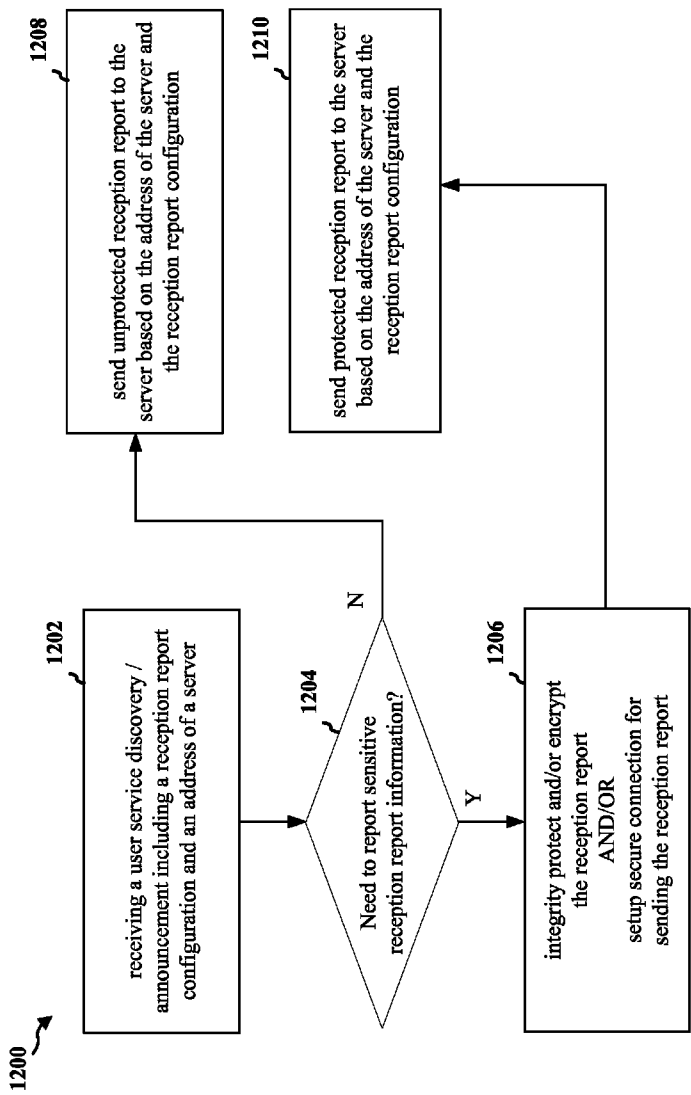 1200
1202
receiving a user service discovery /
announcement including a reception report
configuration and an address of a server
1204
Need to report sensitive
reception report information?
N
Y
1206
integrity protect and/or encrypt
the reception report
AND/OR
setup secure connection for
sending the reception report
1208
send unprotected reception report to the
server based on the address of the server and
the reception report configuration
1210
send protected reception report to the server
based on the address of the server and the
reception report configuration